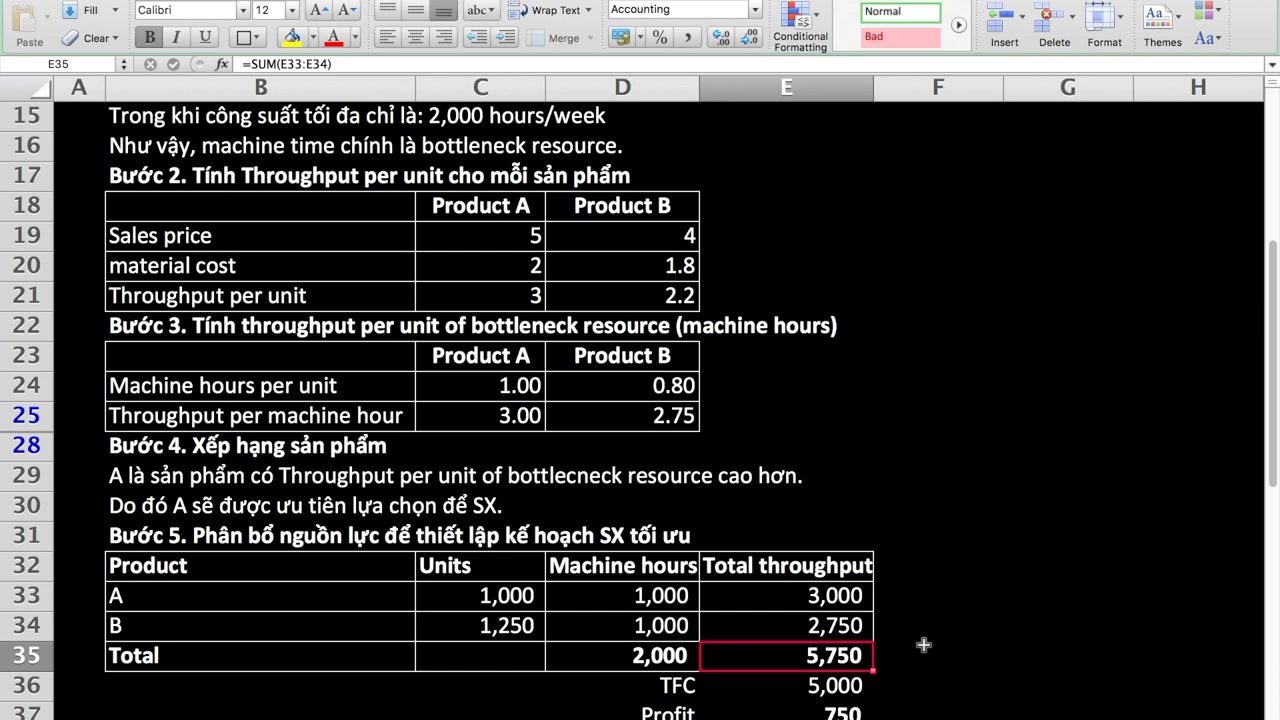 Fill Calibri 12 A A abc Wrap Text Accounting Normal
Paste Clear B I U A Merge % , .0 .00 .00 .0 Conditional Formatting Bad Insert Delete Format Themes Aa
E35 fx =SUM(E33:E34)
A B C D E F G H
15 Trong khi công suất tối đa chỉ là: 2,000 hours/week
16 Như vậy, machine time chính là bottleneck resource.
17 Bước 2. Tính Throughput per unit cho mỗi sản phẩm
18 Product A Product B
19 Sales price 5 4
20 material cost 2 1.8
21 Throughput per unit 3 2.2
22 Bước 3. Tính throughput per unit of bottleneck resource (machine hours)
23 Product A Product B
24 Machine hours per unit 1.00 0.80
25 Throughput per machine hour 3.00 2.75
28 Bước 4. Xếp hạng sản phẩm
29 A là sản phẩm có Throughput per unit of bottlecneck resource cao hơn.
30 Do đó A sẽ được ưu tiên lựa chọn để SX.
31 Bước 5. Phân bổ nguồn lực để thiết lập kế hoạch SX tối ưu
32 Product Units Machine hours Total throughput
33 A 1,000 1,000 3,000
34 B 1,250 1,000 2,750
35 Total 2,000 5,750
36 TFC 5,000
37 Profit 750